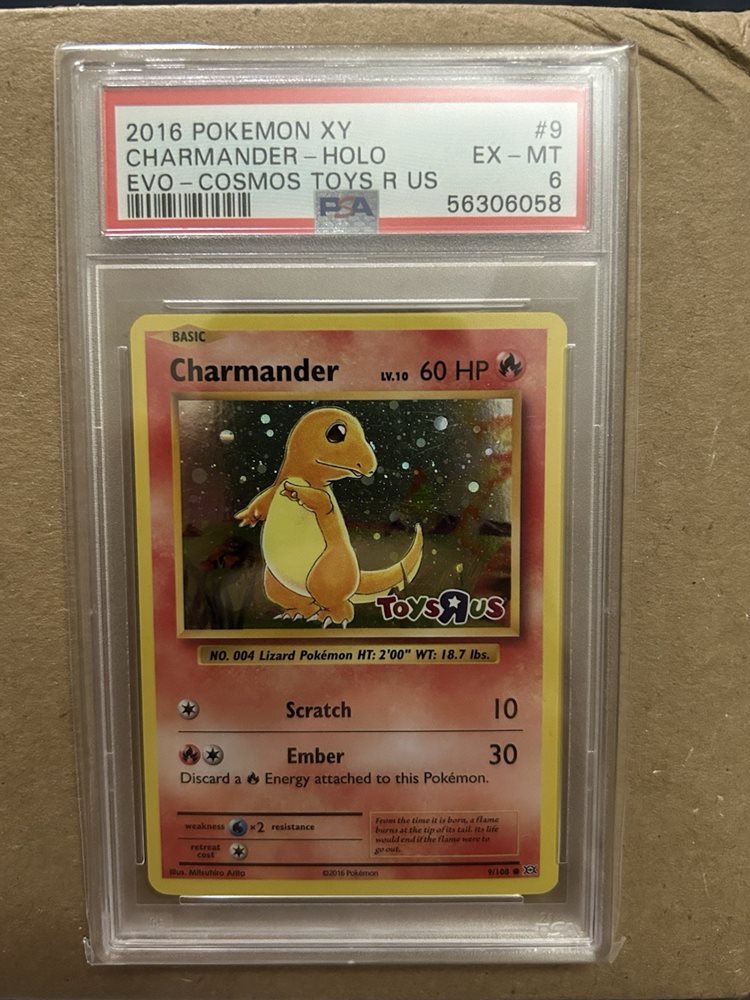 2016 POKEMON XY #9
CHARMANDER - HOLO EX - MT
EVO - COSMOS TOYS R US 6
PSA 56306058
BASIC
Charmander LV.10 60 HP
ToysЯUs
NO. 004 Lizard Pokémon HT: 2'00" WT: 18.7 lbs.
Scratch 10
Ember 30
Discard a Energy attached to this Pokémon.
weakness ×2 resistance
retreat
cost
From the time it is born, a flame
burns at the tip of its tail. Its life
would end if the flame were to
go out.
Illus. Mitsuhiro Arita ©2016 Pokémon 9/108